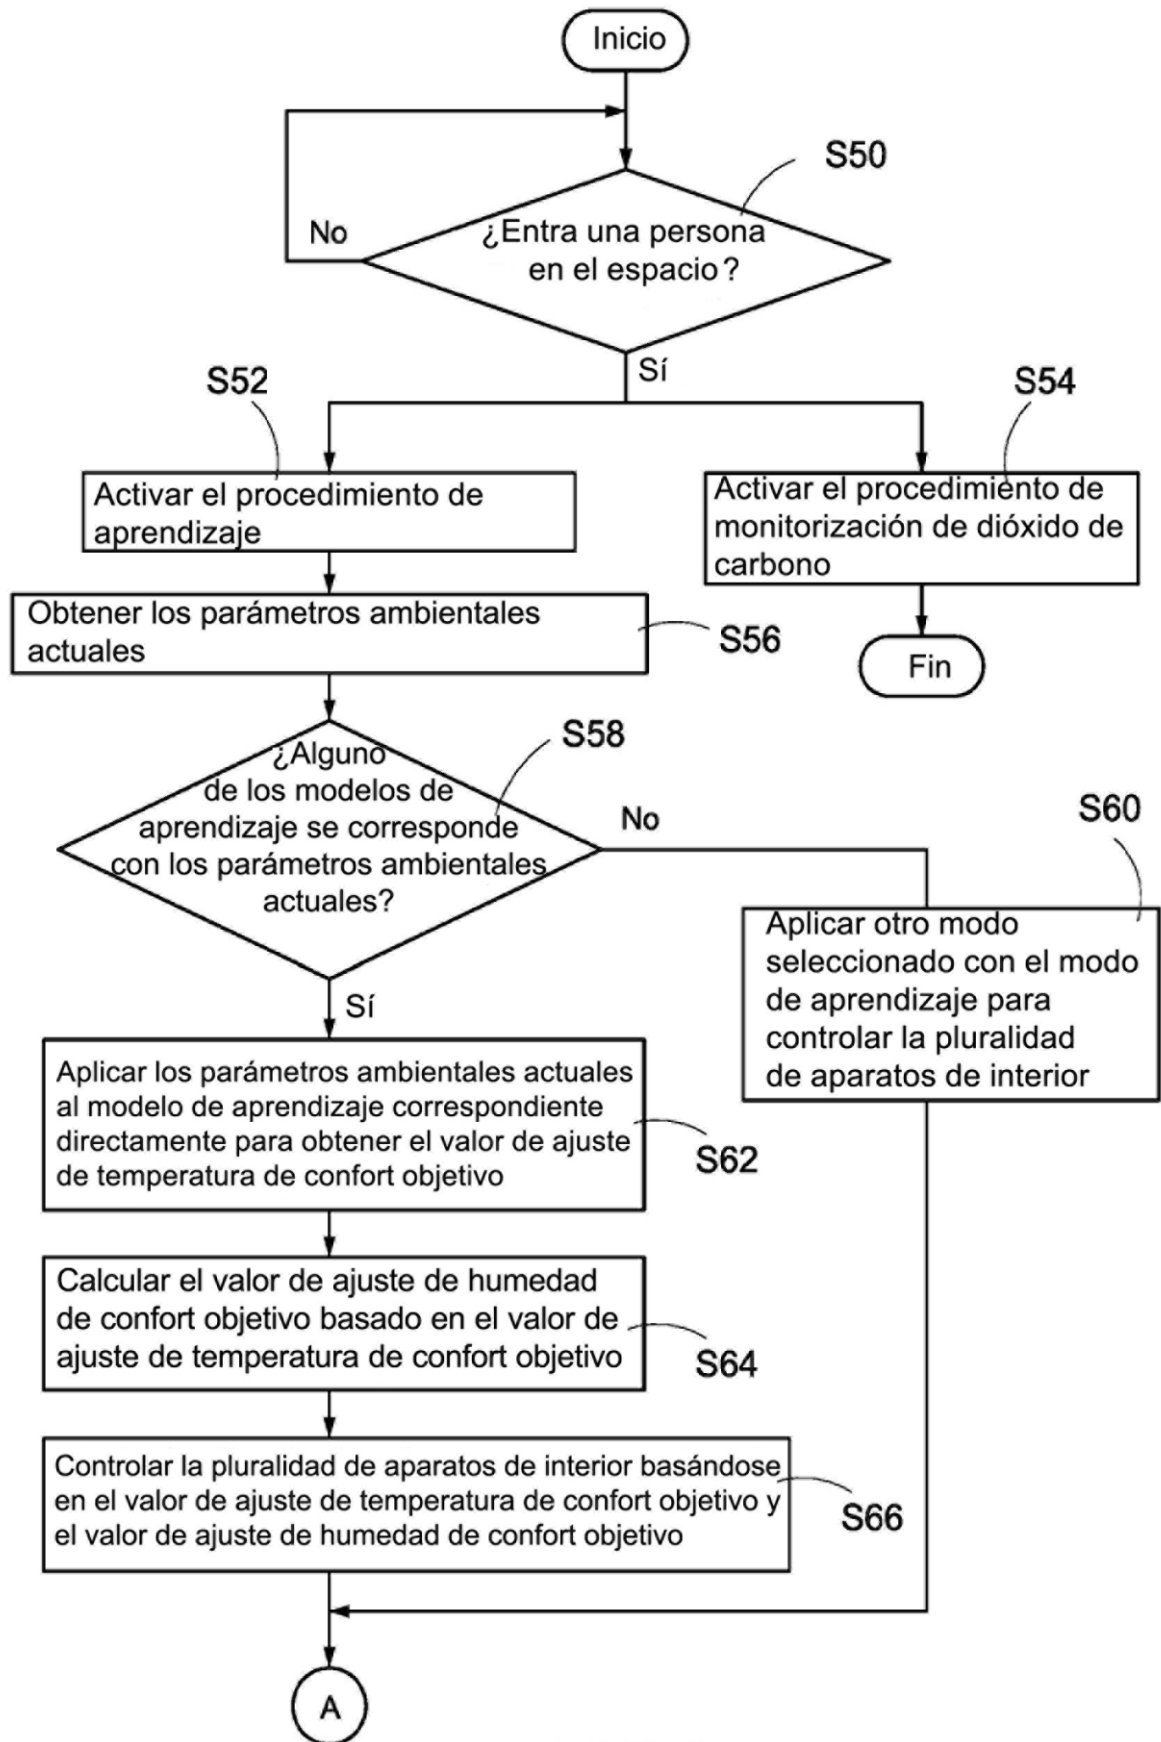 Inicio
S50
¿Entra una persona
en el espacio?
No
Sí
S52
S54
Activar el procedimiento de
aprendizaje
Activar el procedimiento de
monitorización de dióxido de
carbono
Obtener los parámetros ambientales
actuales
S56
Fin
S58
¿Alguno
de los modelos de
aprendizaje se corresponde
con los parámetros ambientales
actuales?
No
S60
Aplicar otro modo
seleccionado con el modo
de aprendizaje para
controlar la pluralidad
de aparatos de interior
Sí
Aplicar los parámetros ambientales actuales
al modelo de aprendizaje correspondiente
directamente para obtener el valor de ajuste
de temperatura de confort objetivo
S62
Calcular el valor de ajuste de humedad
de confort objetivo basado en el valor de
ajuste de temperatura de confort objetivo
S64
Controlar la pluralidad de aparatos de interior basándose
en el valor de ajuste de temperatura de confort objetivo y
el valor de ajuste de humedad de confort objetivo
S66
A